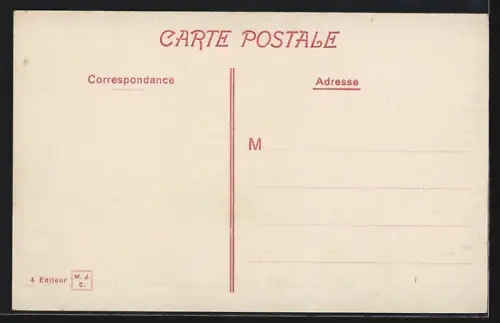 CARTE POSTALE
Correspondance
Adresse
M
4 Editeur M. J. C.